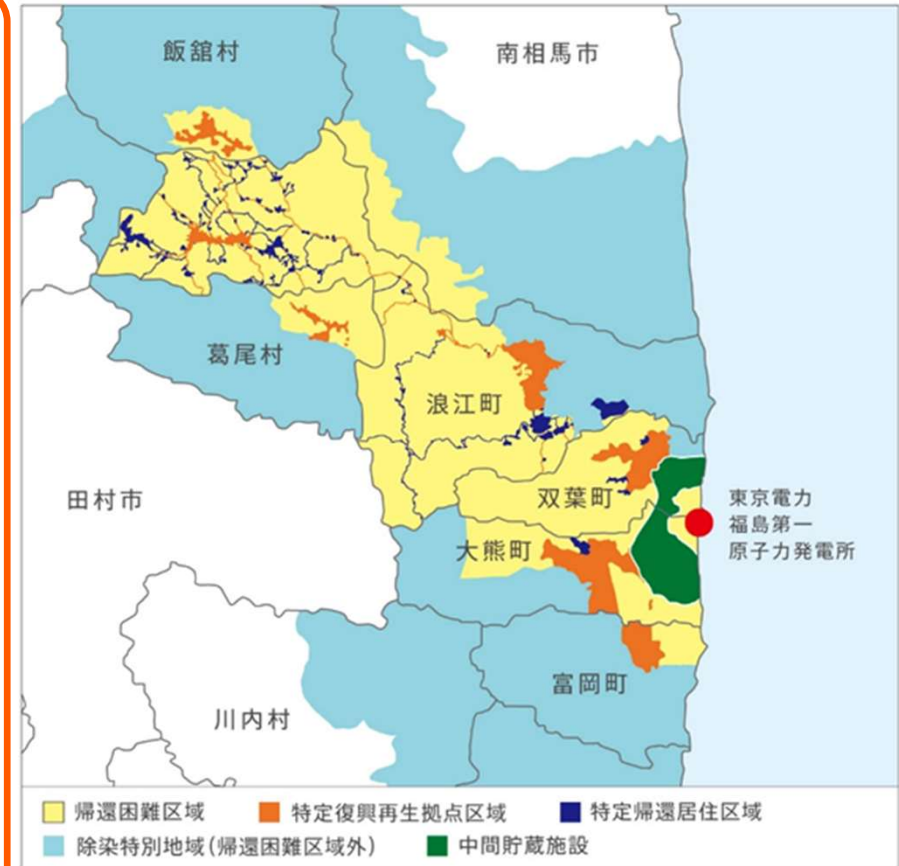 飯舘村
南相馬市
葛尾村
浪江町
田村市
双葉町
東京電力
福島第一
原子力発電所
大熊町
富岡町
川内村
帰還困難区域
特定復興再生拠点区域
特定帰還居住区域
除染特別地域(帰還困難区域外)
中間貯蔵施設